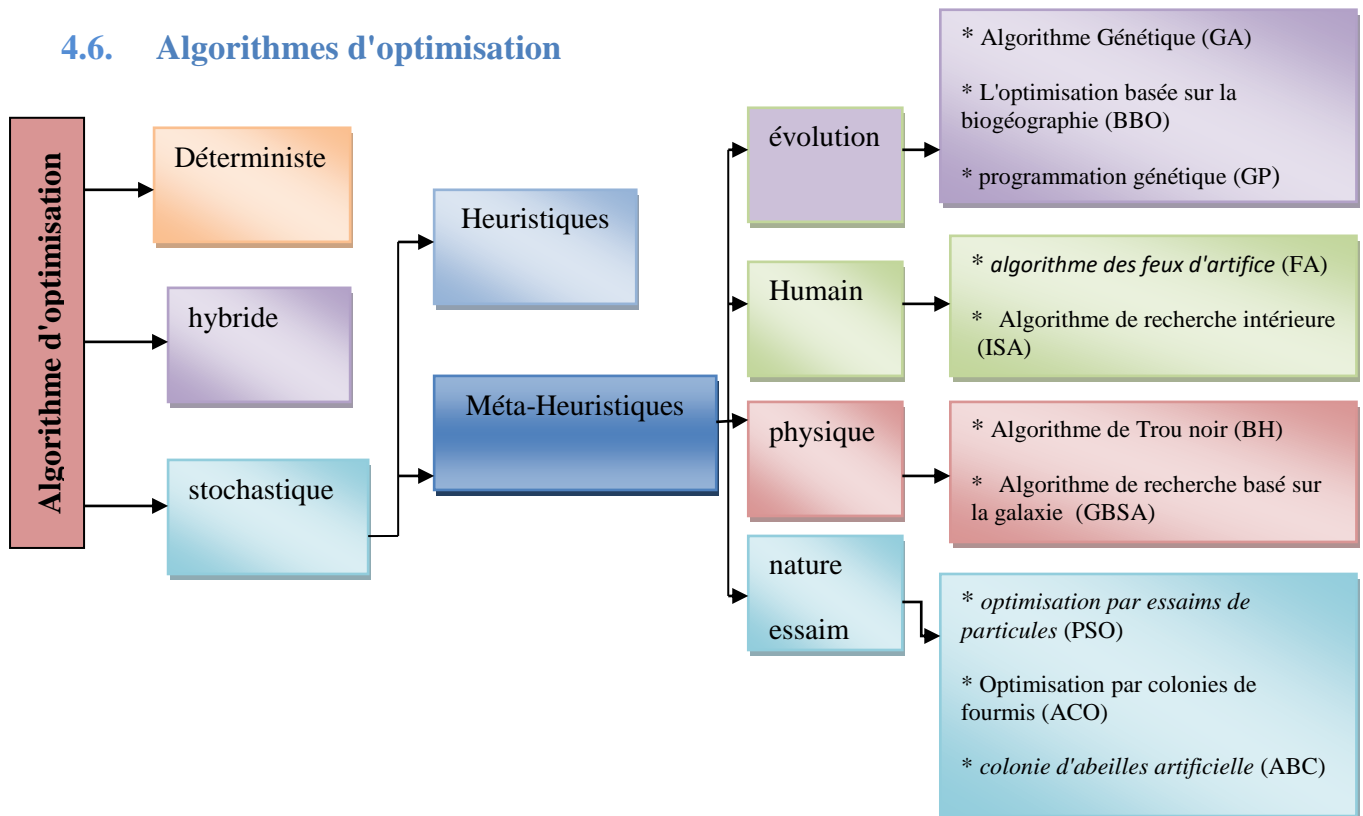 4.6. Algorithmes d'optimisation
Algorithme d'optimisation
Déterministe
hybride
stochastique
Heuristiques
Méta-Heuristiques
évolution
Humain
physique
nature
essaim
* Algorithme Génétique (GA)
* L'optimisation basée sur la
biogéographie (BBO)
* programmation génétique (GP)
* algorithme des feux d'artifice (FA)
* Algorithme de recherche intérieure
(ISA)
* Algorithme de Trou noir (BH)
* Algorithme de recherche basé sur
la galaxie (GBSA)
* optimisation par essaims de
particules (PSO)
* Optimisation par colonies de
fourmis (ACO)
* colonie d'abeilles artificielle (ABC)